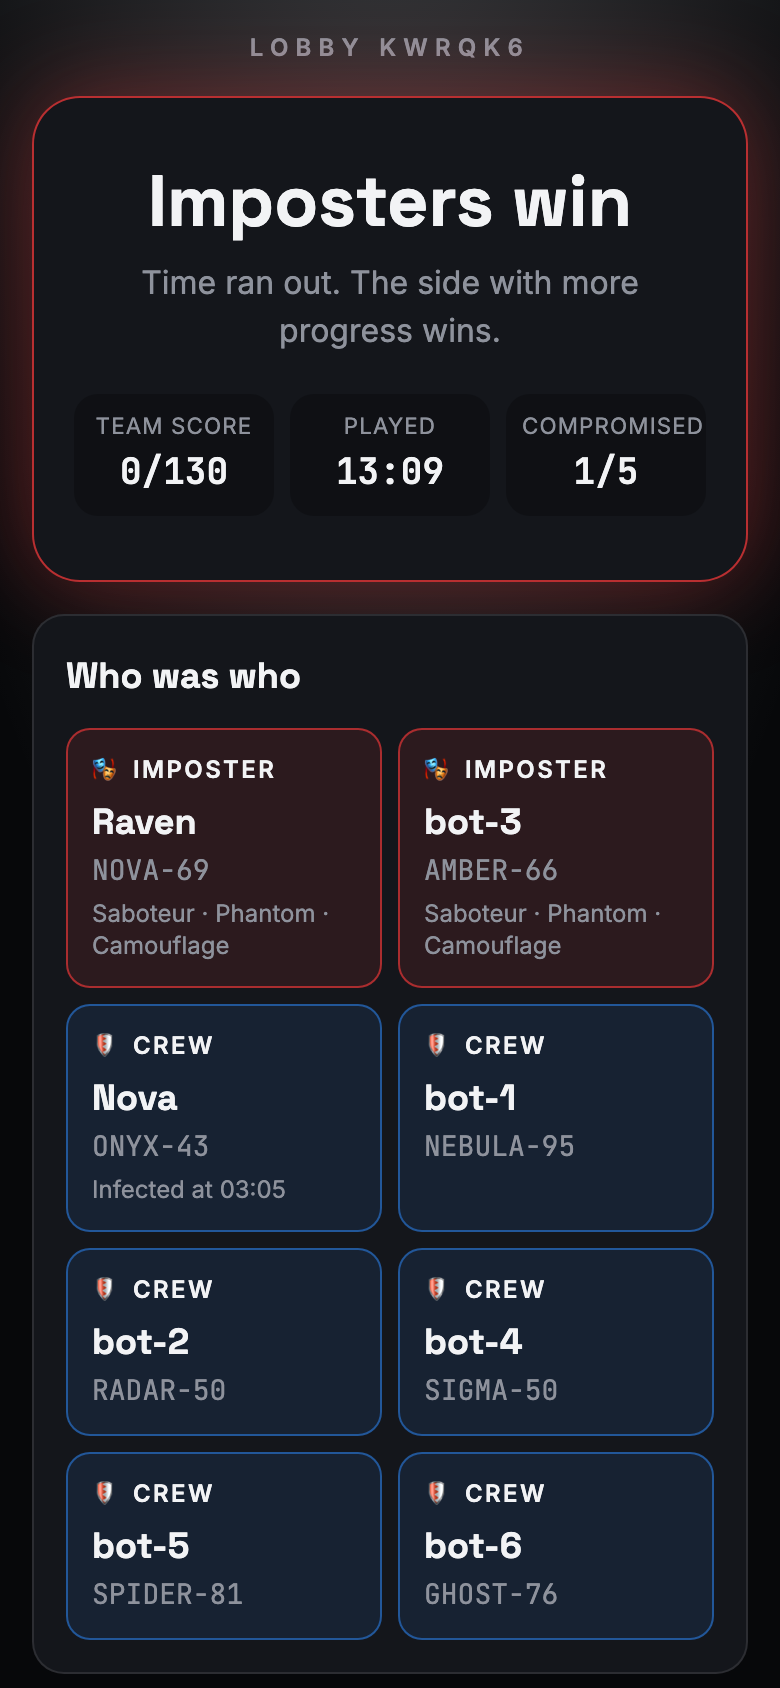 LOBBY KWRQK6
Imposters win
Time ran out. The side with more
progress wins.
TEAM SCORE
0/130
PLAYED
13:09
COMPROMISED
1/5
Who was who
IMPOSTER
Raven
NOVA-69
Saboteur · Phantom ·
Camouflage
IMPOSTER
bot-3
AMBER-66
Saboteur · Phantom ·
Camouflage
CREW
Nova
ONYX-43
Infected at 03:05
CREW
bot-1
NEBULA-95
CREW
bot-2
RADAR-50
CREW
bot-4
SIGMA-50
CREW
bot-5
SPIDER-81
CREW
bot-6
GHOST-76